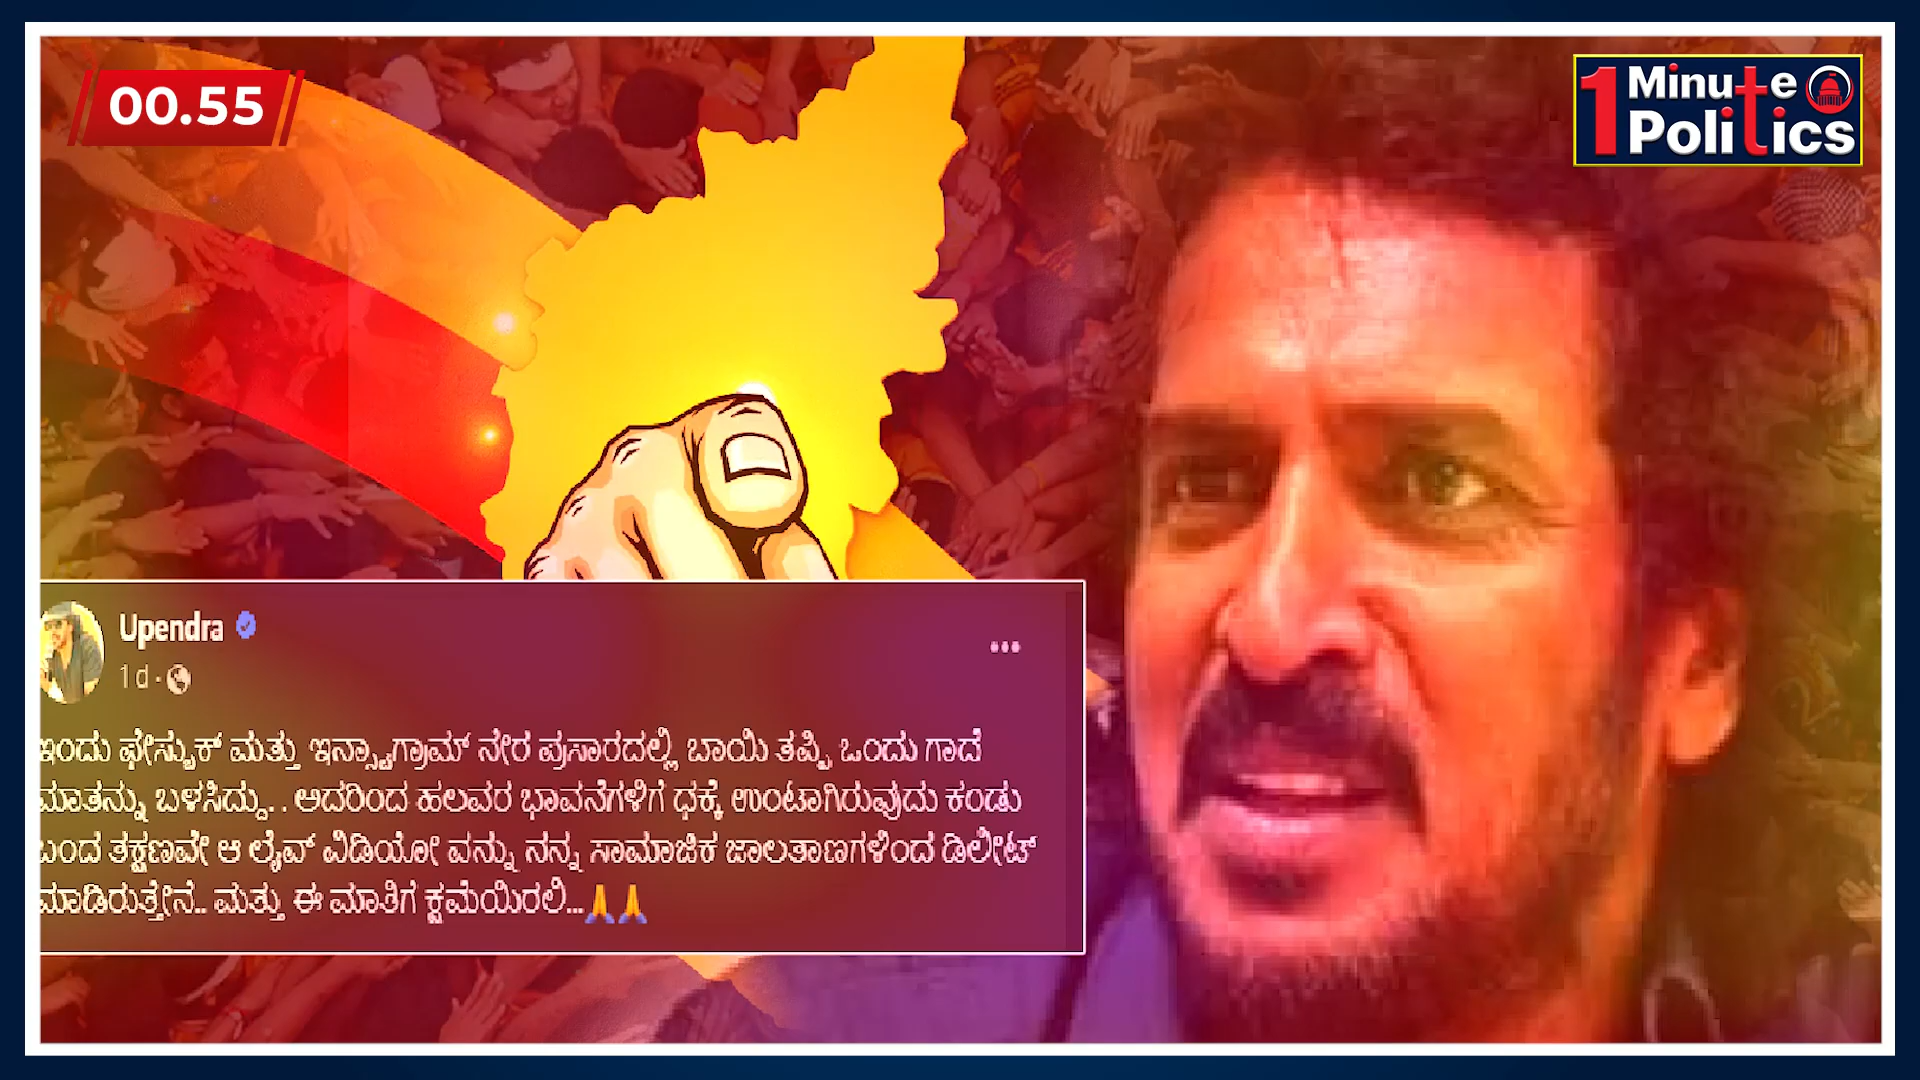 00.55
1 Minute
Politics
Upendra
1d
ಇಂದು ಫೇಸ್ಬುಕ್ ಮತ್ತು ಇನ್ಸ್ಟಾಗ್ರಾಮ್ ನೇರ ಪ್ರಸಾರದಲ್ಲಿ ಬಾಯಿ ತಪ್ಪಿ ಒಂದು ಗಾದೆ
ಮಾತನ್ನು ಬಳಸಿದ್ದು.. ಅದರಿಂದ ಹಲವರ ಭಾವನೆಗಳಿಗೆ ಧಕ್ಕೆ ಉಂಟಾಗಿರುವುದು ಕಂಡು
ಬಂದ ತಕ್ಷಣವೇ ಆ ಲೈವ್ ವಿಡಿಯೋ ವನ್ನು ನನ್ನ ಸಾಮಾಜಿಕ ಜಾಲತಾಣಗಳಿಂದ ಡಿಲೀಟ್
ಮಾಡಿರುತ್ತೇನೆ.. ಮತ್ತು ಈ ಮಾತಿಗೆ ಕ್ಷಮೆಯಿರಲಿ...🙏🙏